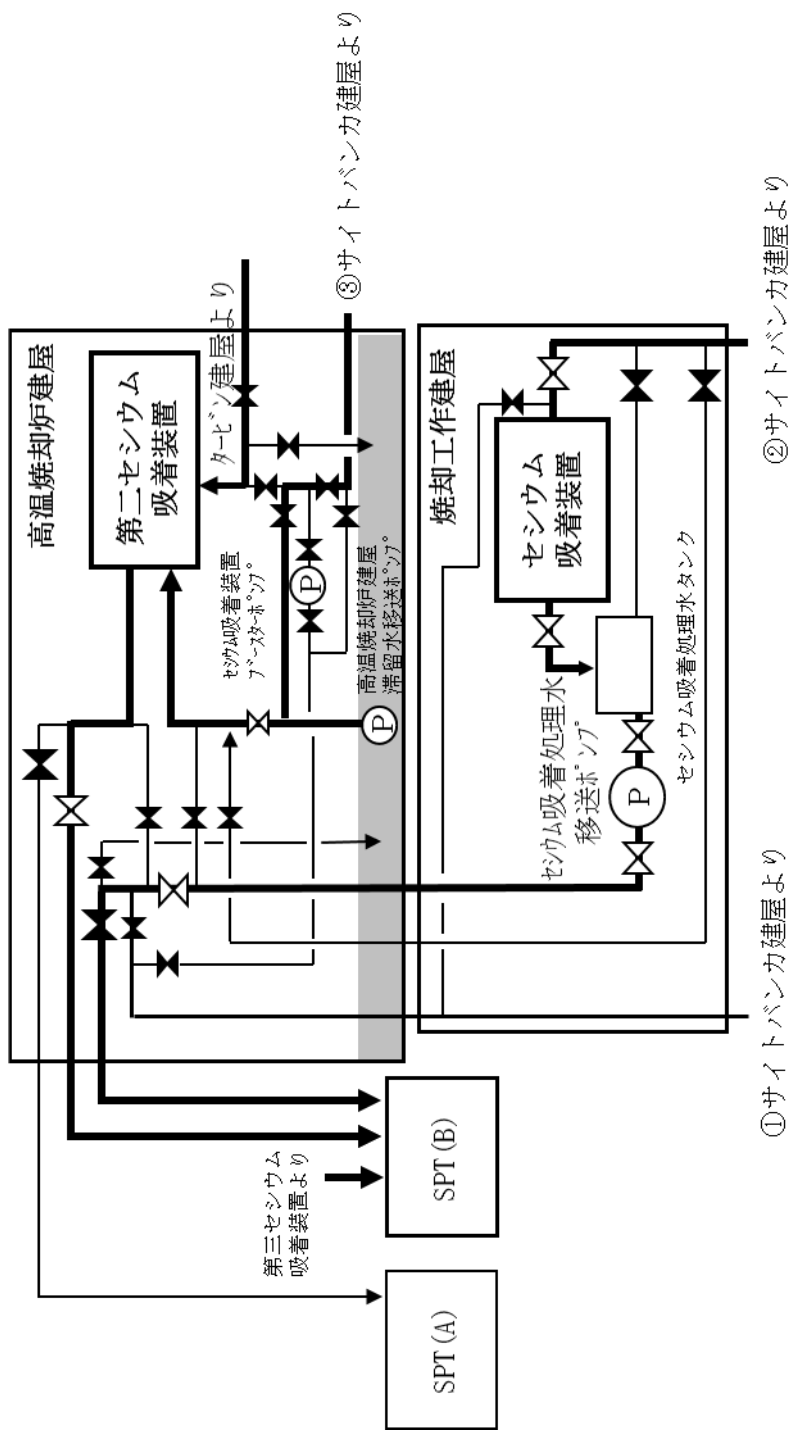 高温焼却炉建屋
第二セシウム
吸着装置
タービン建屋より
③サイトバンカ建屋より
セシウム吸着装置
ブースターポンプ
P
高温焼却炉建屋
滞留水移送ポンプ
P
焼却工作建屋
セシウム
吸着装置
②サイトバンカ建屋より
セシウム吸着処理水タンク
セシウム吸着処理水
移送ポンプ
P
①サイトバンカ建屋より
第三セシウム
吸着装置より
SPT(B)
SPT(A)